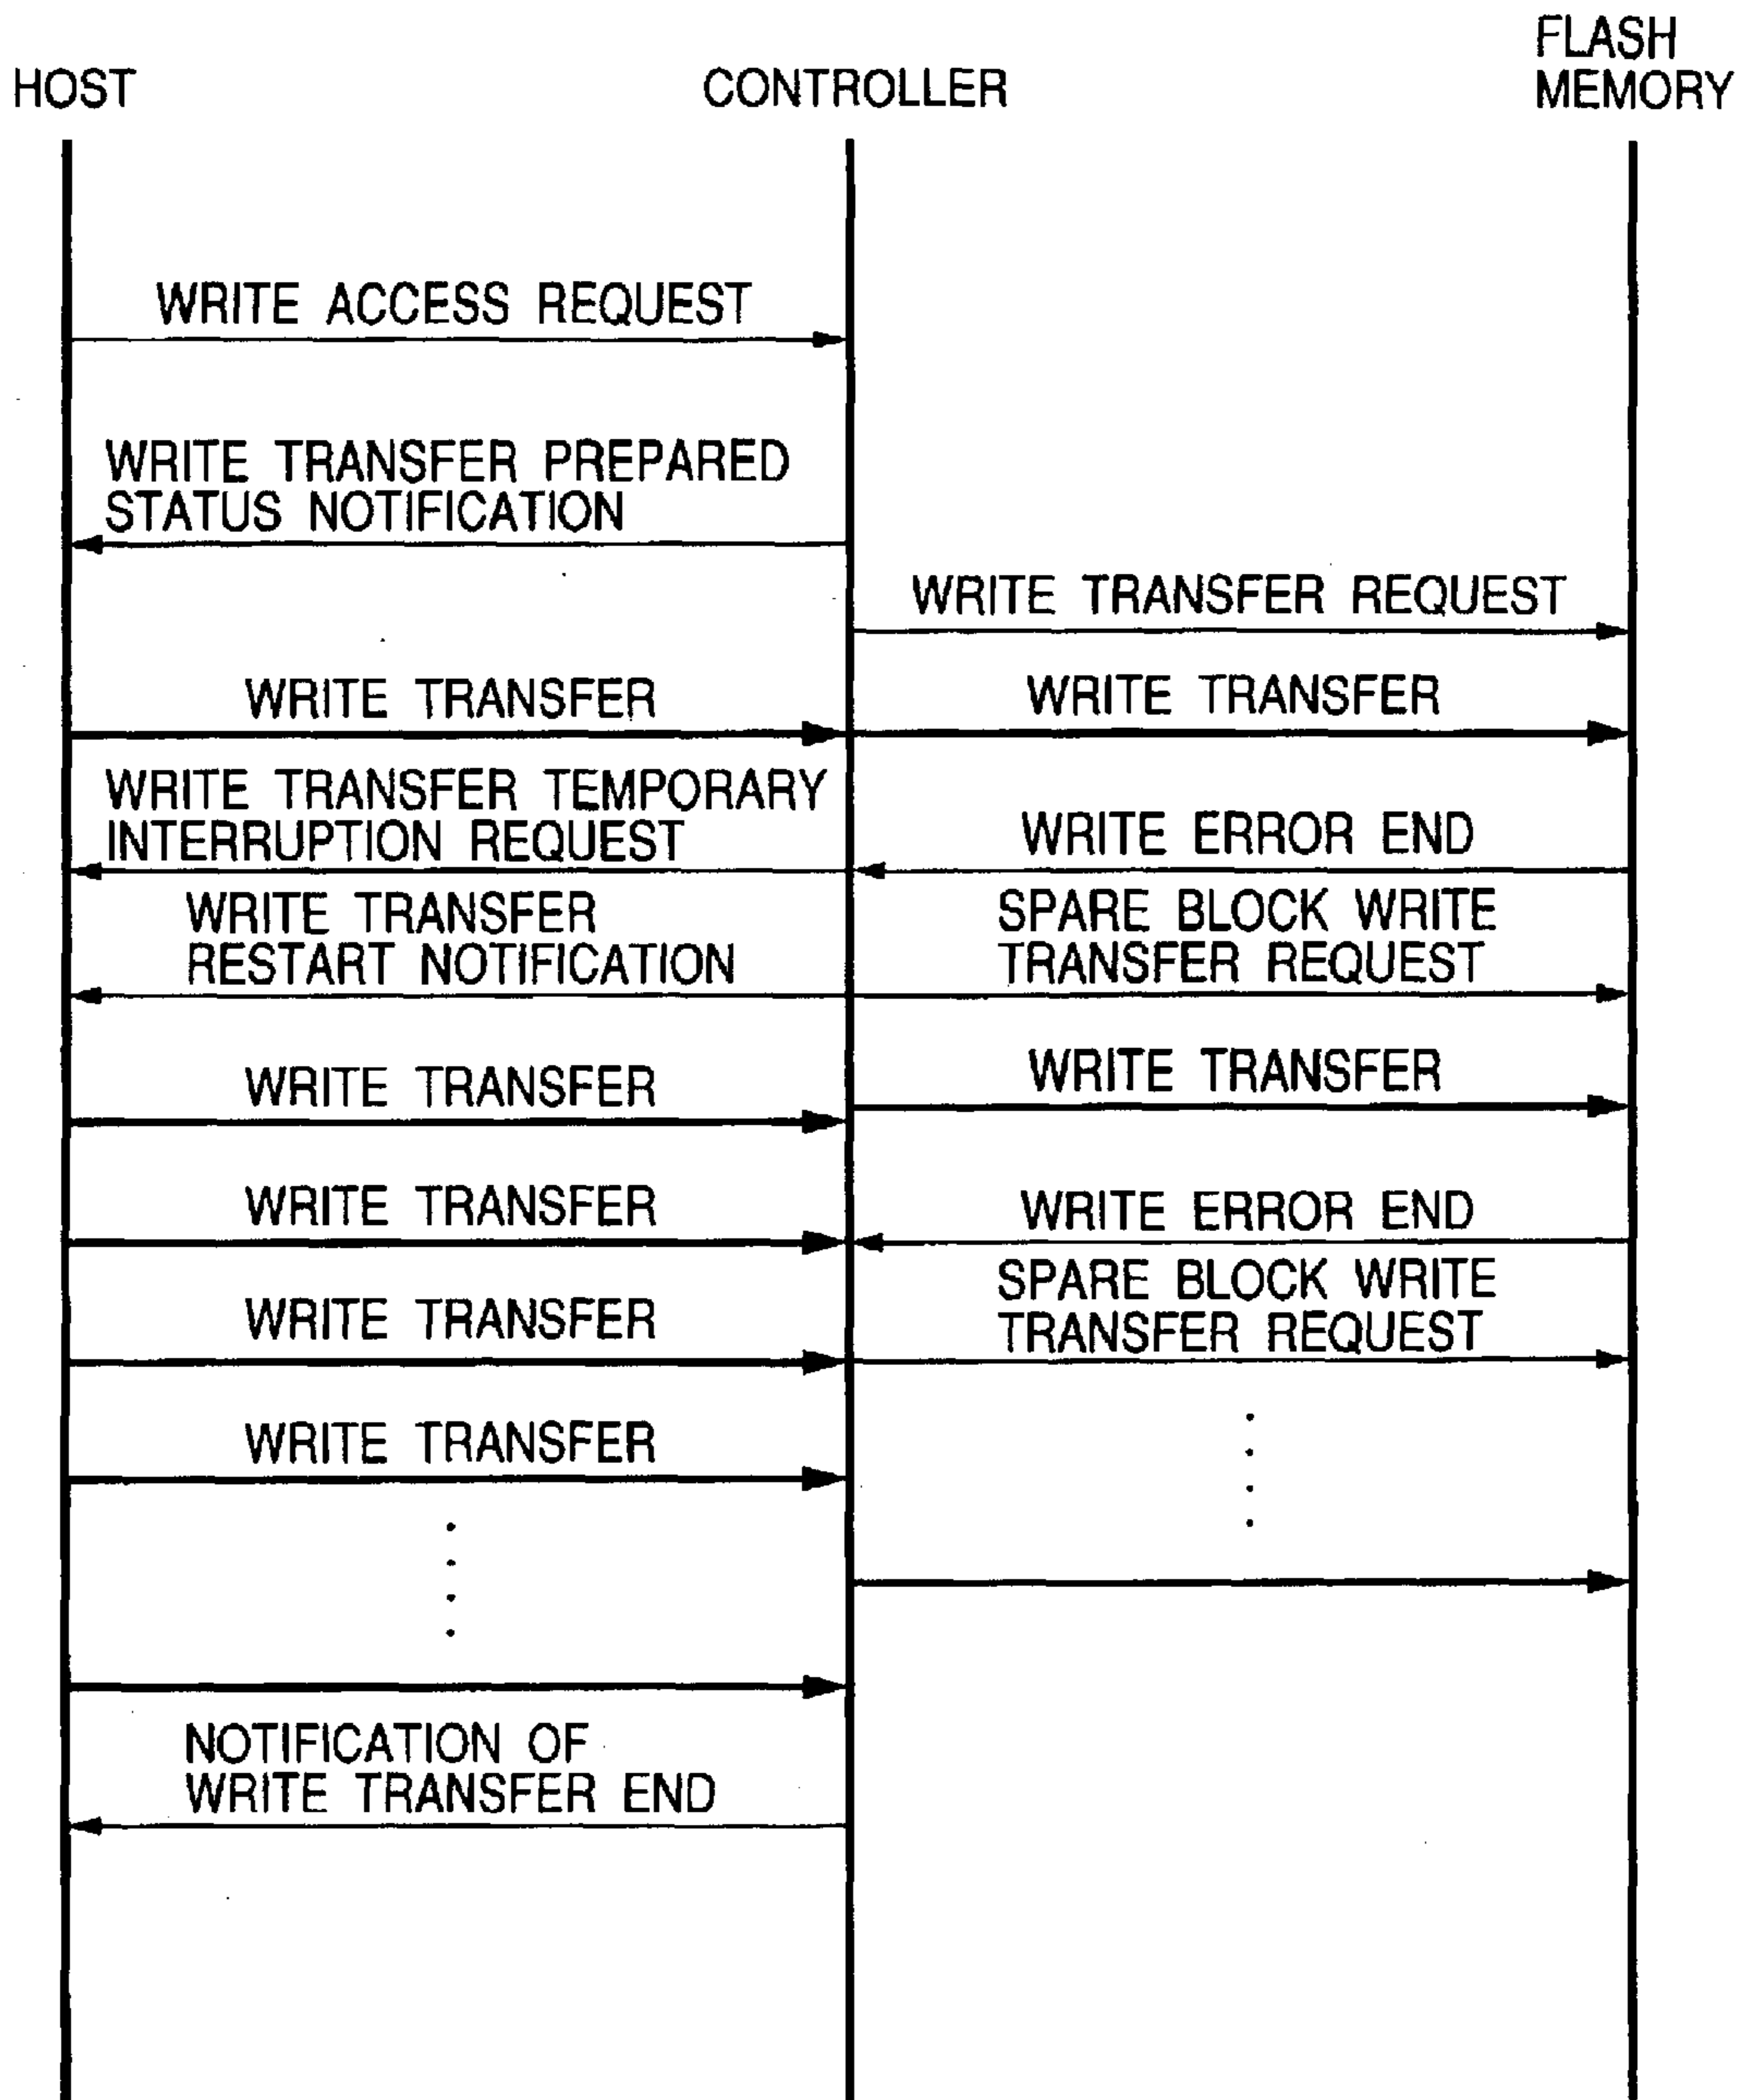 HOST
CONTROLLER
FLASH
MEMORY
WRITE ACCESS REQUEST
WRITE TRANSFER PREPARED
STATUS NOTIFICATION
WRITE TRANSFER REQUEST
WRITE TRANSFER
WRITE TRANSFER
WRITE TRANSFER TEMPORARY
INTERRUPTION REQUEST
WRITE ERROR END
WRITE TRANSFER
RESTART NOTIFICATION
SPARE BLOCK WRITE
TRANSFER REQUEST
WRITE TRANSFER
WRITE TRANSFER
WRITE TRANSFER
WRITE ERROR END
WRITE TRANSFER
SPARE BLOCK WRITE
TRANSFER REQUEST
WRITE TRANSFER
NOTIFICATION OF
WRITE TRANSFER END